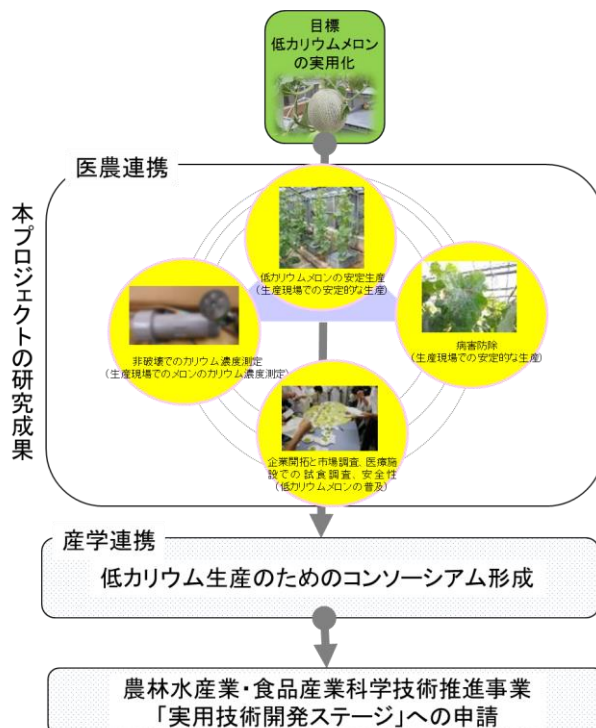 目標
低カリウムメロン
の実用化
医農連携
本プロジェクトの研究成果
低カリウムメロンの安定生産
(生産現場での安定的な生産)
非破壊でのカリウム濃度測定
(生産現場でのメロンのカリウム濃度測定)
病害防除
(生産現場での安定的な生産)
企業開拓と市場調査、医療施
設での試食調査、安全性
(低カリウムメロンの普及)
産学連携
低カリウム生産のためのコンソーシアム形成
農林水産業・食品産業科学技術推進事業
「実用技術開発ステージ」への申請